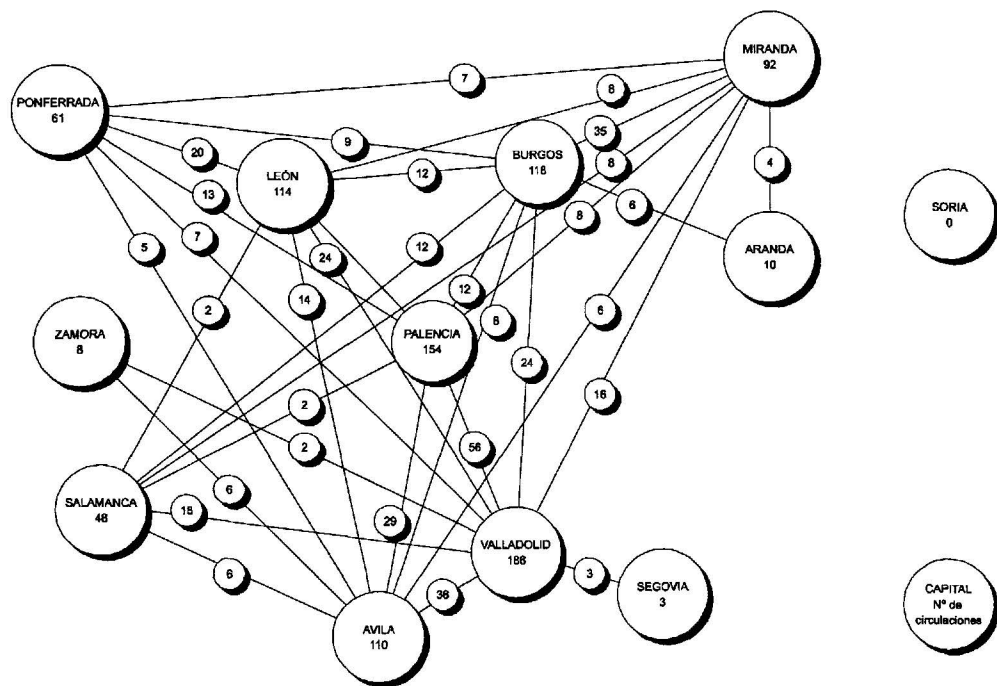 MIRANDA
92
PONFERRADA
61
7
8
35
9
BURGOS
118
20
LEÓN
114
12
8
4
13
8
6
SORIA
0
7
5
12
24
ARANDA
10
12
14
2
6
6
ZAMORA
8
PALENCIA
154
24
16
2
2
56
6
SALAMANCA
48
18
29
VALLADOLID
186
6
3
36
SEGOVIA
3
CAPITAL
Nº de
circulaciones
AVILA
110